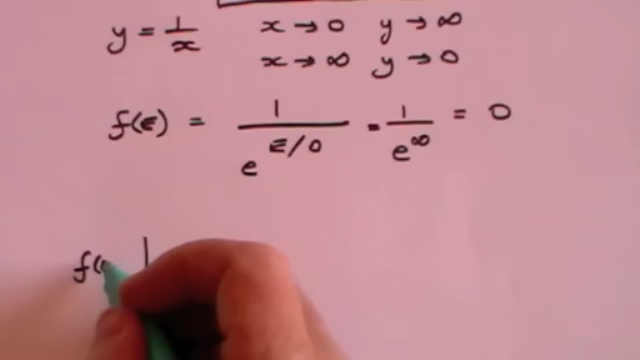 y = 1/x x → 0 y → ∞
x → ∞ y → 0
f(E) = 1/e^(E/0) = 1/e^∞ = 0
f(